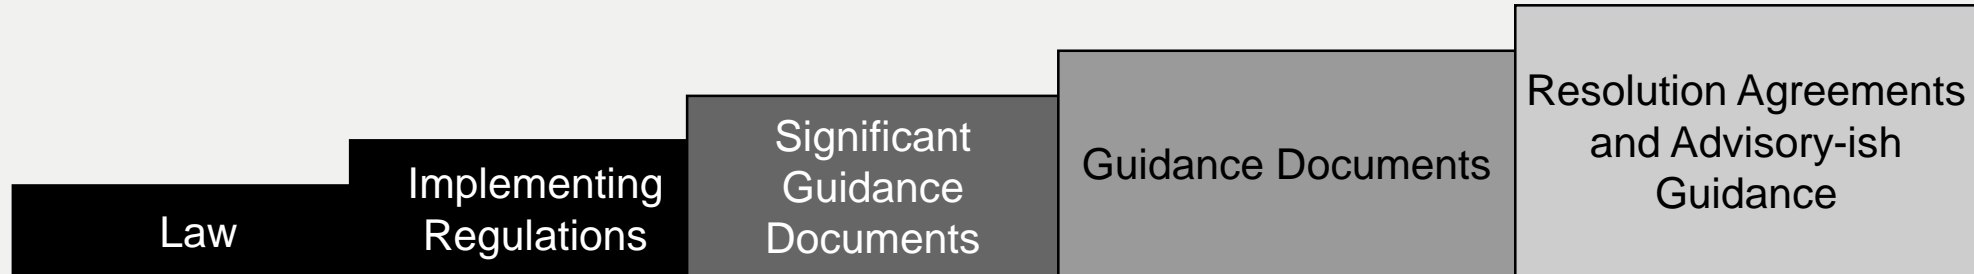 Law
Implementing
Regulations
Significant
Guidance
Documents
Guidance Documents
Resolution Agreements
and Advisory-ish
Guidance